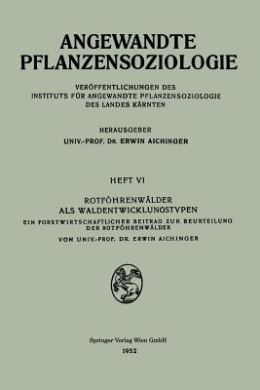 ANGEWANDTE
PFLANZENSOZIOLOGIE
VERÖFFENTLICHUNGEN DES
INSTITUTS FÜR ANGEWANDTE PFLANZENSOZIOLOGIE
DES LANDES KÄRNTEN
HERAUSGEBER
UNIV.-PROF. DR. ERWIN AICHINGER
HEFT VI
ROTFÖHRENWÄLDER
ALS WALDENTWICKLUNGSTYPEN
EIN FORSTWIRTSCHAFTLICHER BEITRAG ZUR BEURTEILUNG
DER ROTFÖHRENWÄLDER
VON UNIV.-PROF. DR. ERWIN AICHINGER
Springer-Verlag Wien GmbH
1952